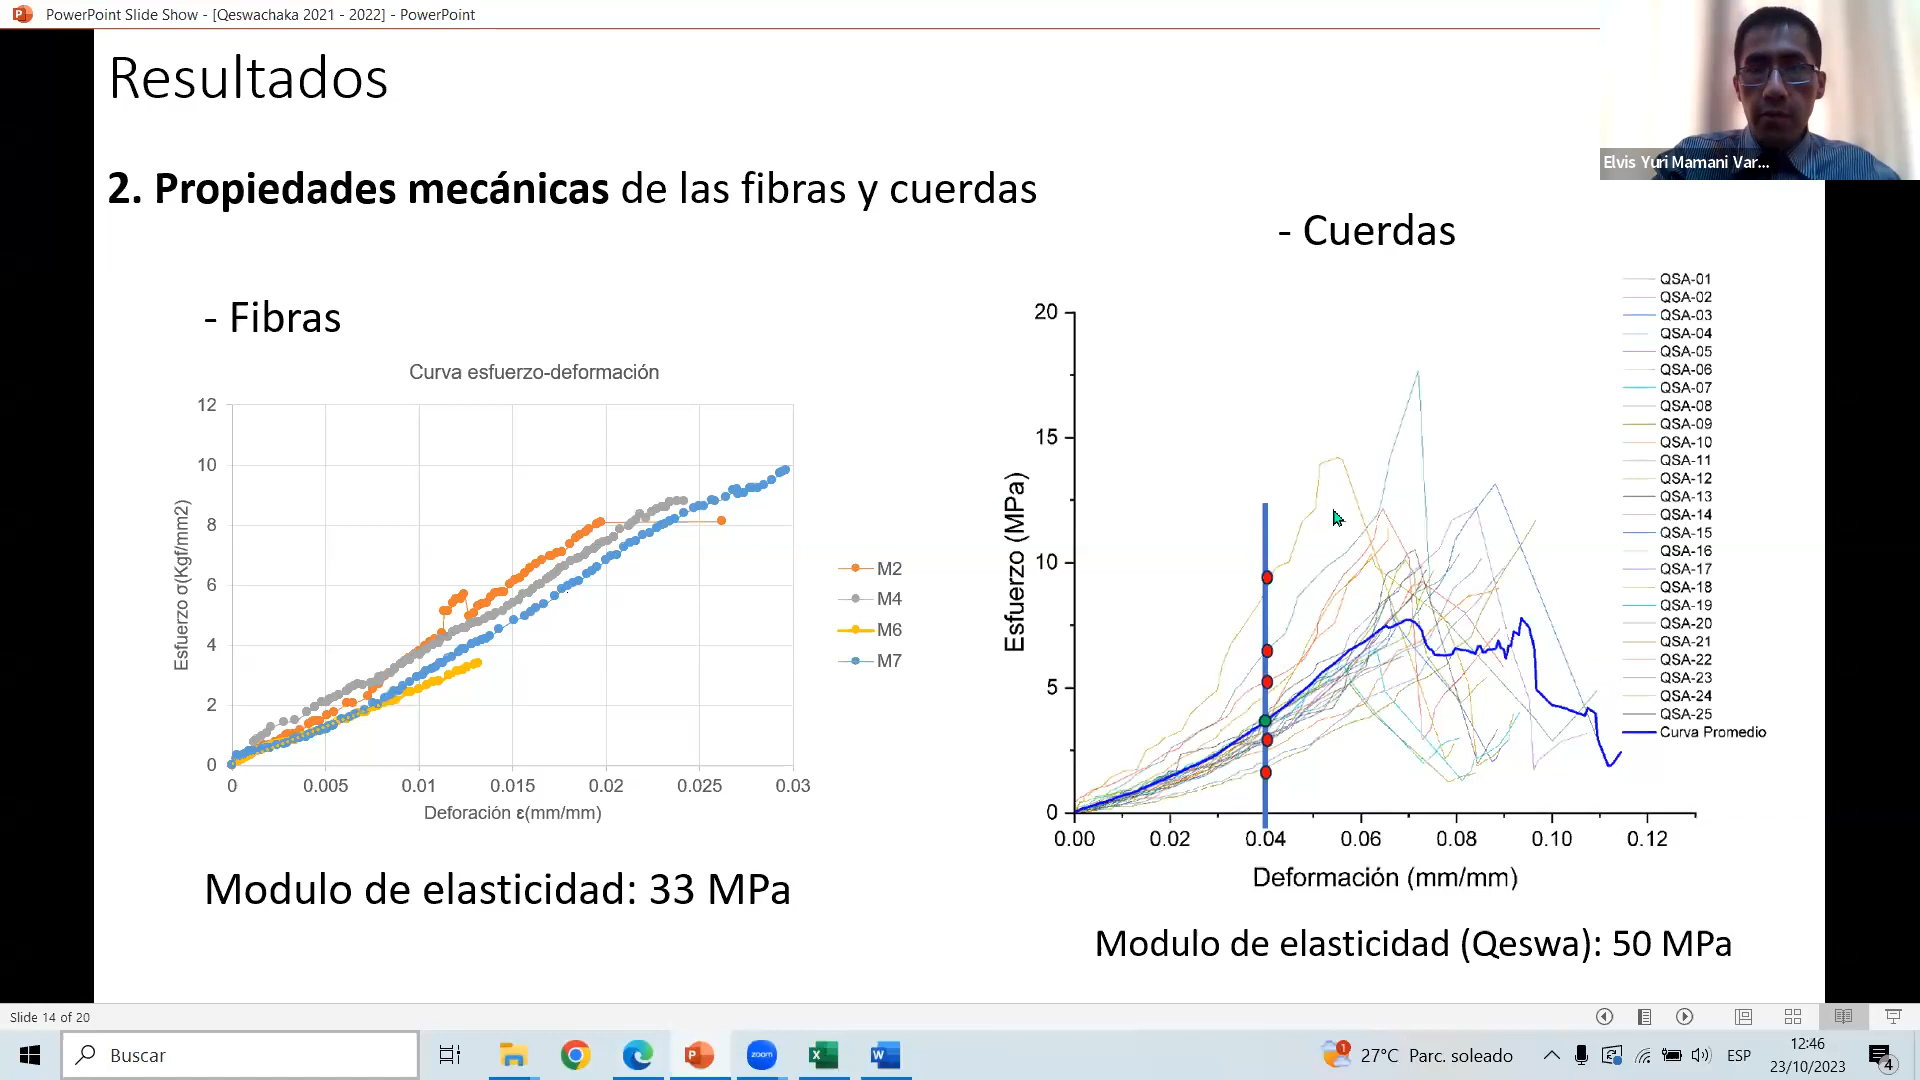 PowerPoint Slide Show - [Qeswachaka 2021 - 2022] - PowerPoint
Elvis Yuri Mamani Var...
Resultados
2. Propiedades mecánicas de las fibras y cuerdas
- Fibras
Curva esfuerzo-deformación
Esfuerzo σ(Kgf/mm2)
12
10
8
6
4
2
0
0 0.005 0.01 0.015 0.02 0.025 0.03
Deforación ε(mm/mm)
M2
M4
M6
M7
Modulo de elasticidad: 33 MPa
- Cuerdas
Esfuerzo (MPa)
20
15
10
5
0
0.00 0.02 0.04 0.06 0.08 0.10 0.12
Deformación (mm/mm)
QSA-01
QSA-02
QSA-03
QSA-04
QSA-05
QSA-06
QSA-07
QSA-08
QSA-09
QSA-10
QSA-11
QSA-12
QSA-13
QSA-14
QSA-15
QSA-16
QSA-17
QSA-18
QSA-19
QSA-20
QSA-21
QSA-22
QSA-23
QSA-24
QSA-25
Curva Promedio
Modulo de elasticidad (Qeswa): 50 MPa
Slide 14 of 20
Buscar
zoom
1
27°C Parc. soleado
ESP
12:46
23/10/2023
4